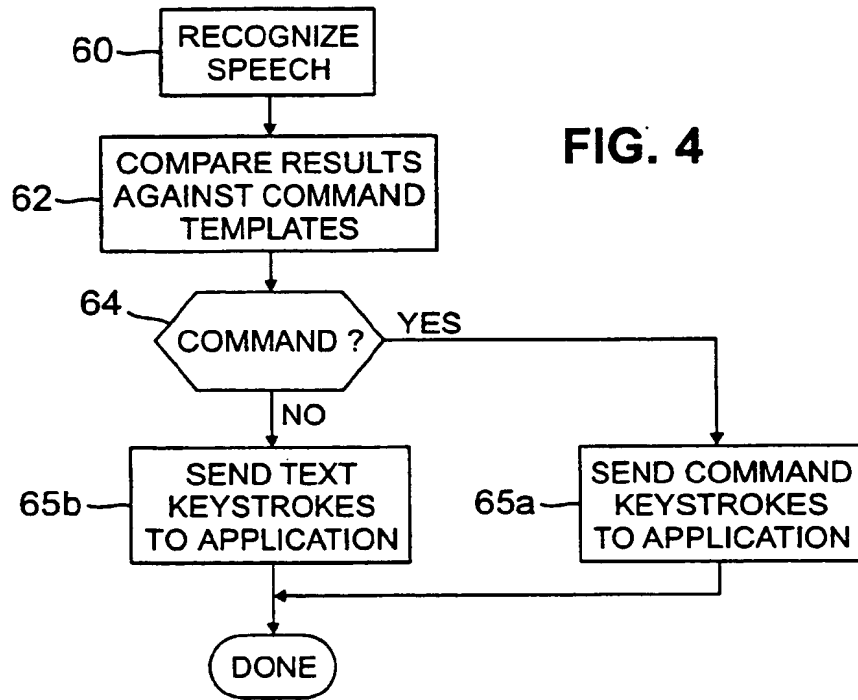 60
RECOGNIZE
SPEECH
FIG. 4
62
COMPARE RESULTS
AGAINST COMMAND
TEMPLATES
64
COMMAND ?
YES
NO
65b
SEND TEXT
KEYSTROKES
TO APPLICATION
65a
SEND COMMAND
KEYSTROKES
TO APPLICATION
DONE